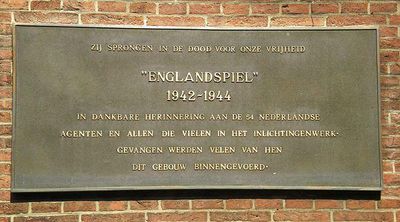 ZIJ SPRONGEN IN DE DOOD VOOR ONZE VRIJHEID
"ENGLANDSPIEL"
1942-1944
IN DANKBARE HERINNERING AAN DE 54 NEDERLANDSE
AGENTEN EN ALLEN DIE VIELEN IN HET INLICHTINGENWERK.
GEVANGEN WERDEN VELEN VAN HEN
DIT GEBOUW BINNENGEVOERD.